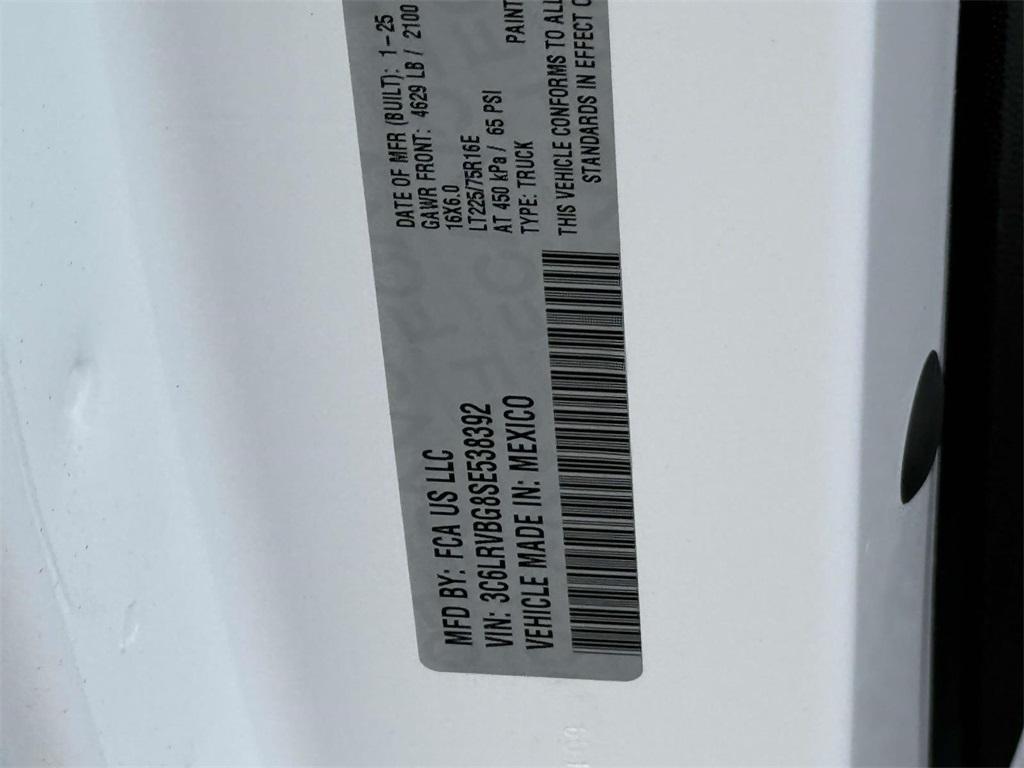 MFD BY: FCA US LLC
VIN: 3C6LRVBG8SE538392
VEHICLE MADE IN: MEXICO
DATE OF MFR (BUILT): 1-25
GAWR FRONT: 4629 LB / 2100
16X6.0
LT225/75R16E
AT 450 kPa / 65 PSI
TYPE: TRUCK PAINT
THIS VEHICLE CONFORMS TO ALL
STANDARDS IN EFFECT